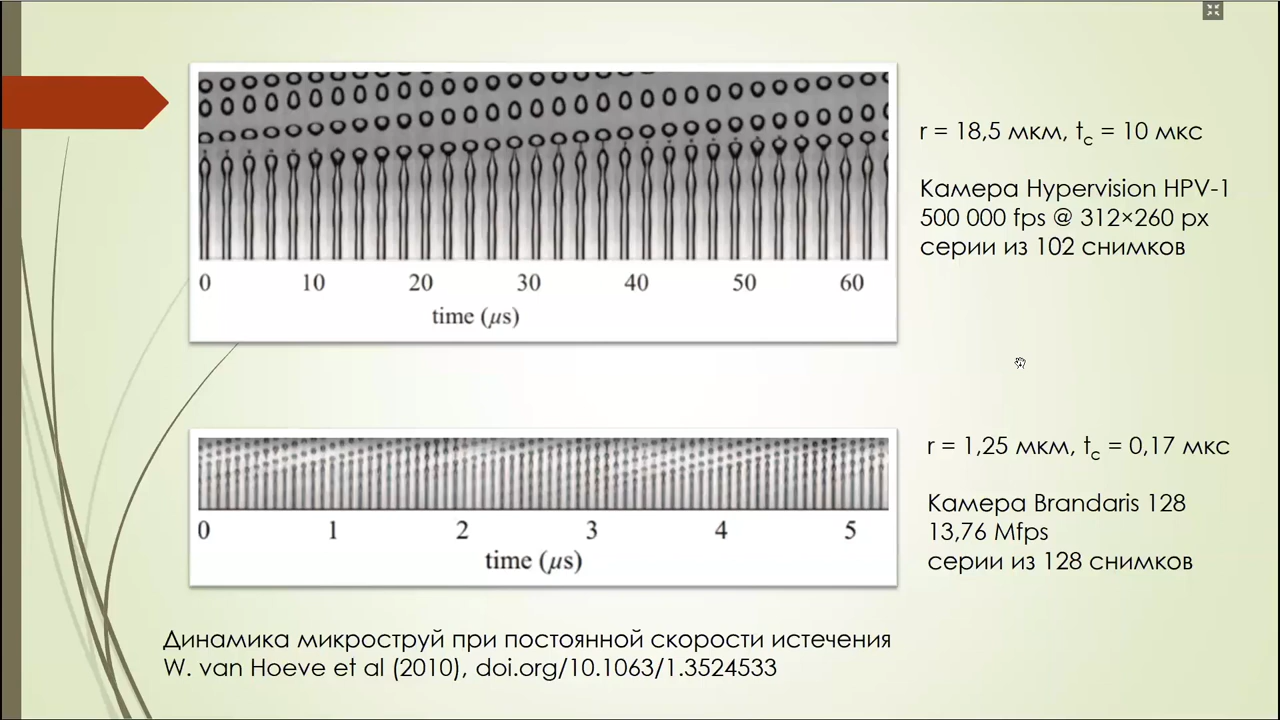 r = 18,5 мкм, tc = 10 мкс
Камера Hypervision HPV-1
500 000 fps @ 312×260 px
серии из 102 снимков
0 10 20 30 40 50 60
time (μs)
r = 1,25 мкм, tc = 0,17 мкс
Камера Brandaris 128
13,76 Mfps
серии из 128 снимков
0 1 2 3 4 5
time (μs)
Динамика микроструй при постоянной скорости истечения
W. van Hoeve et al (2010), doi.org/10.1063/1.3524533